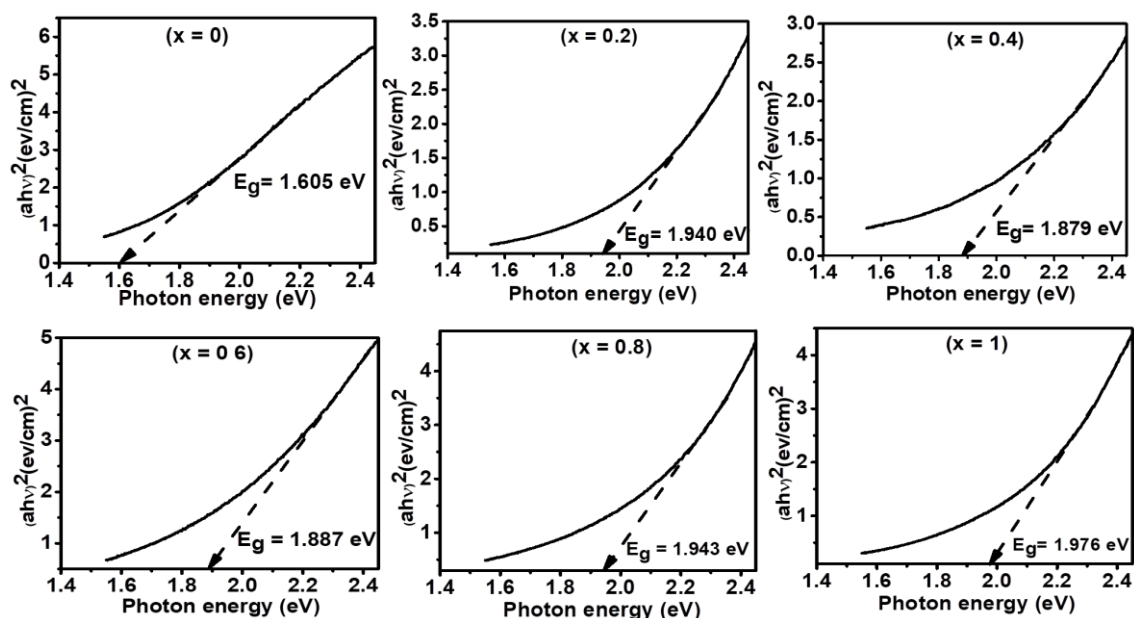 (x = 0)
(ahν)2(ev/cm)2
6
5
4
3
2
1
0
Eg= 1.605 eV
1.4 1.6 1.8 2.0 2.2 2.4
Photon energy (eV)
(x = 0.2)
(ahν)2(ev/cm)2
3.5
3.0
2.5
2.0
1.5
1.0
0.5
Eg = 1.940 eV
1.4 1.6 1.8 2.0 2.2 2.4
Photon energy (eV)
(x = 0.4)
(ahν)2(ev/cm)2
3.0
2.5
2.0
1.5
1.0
0.5
0.0
Eg = 1.879 eV
1.4 1.6 1.8 2.0 2.2 2.4
Photon energy (eV)
(x = 0 6)
(ahν)2(ev/cm)2
5
4
3
2
1
Eg = 1.887 eV
1.4 1.6 1.8 2.0 2.2 2.4
Photon energy (eV)
(x = 0.8)
(ahν)2(ev/cm)2
4
3
2
1
Eg = 1.943 eV
1.4 1.6 1.8 2.0 2.2 2.4
Photon energy (eV)
(x = 1)
(ahν)2(ev/cm)2
4
3
2
1
Eg= 1.976 eV
1.4 1.6 1.8 2.0 2.2 2.4
Photon energy (eV)